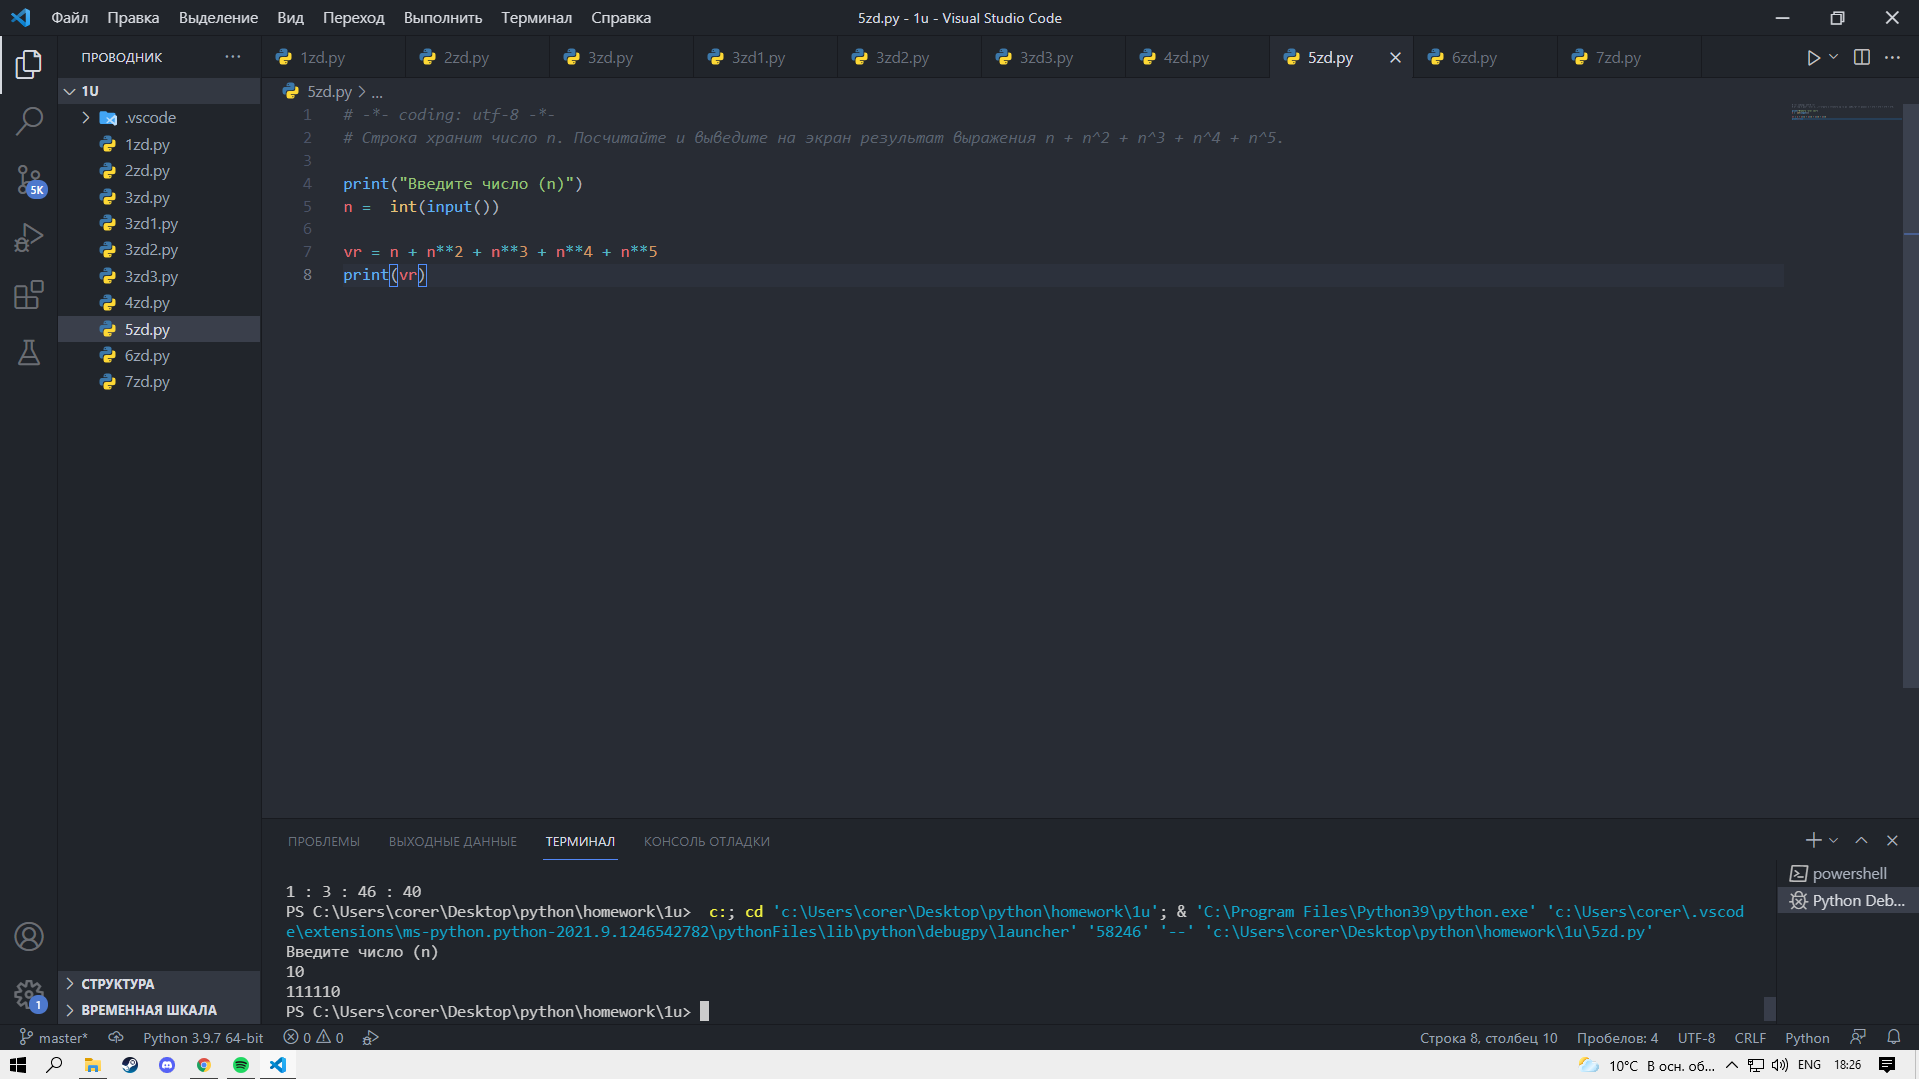 Файл Правка Выделение Вид Переход Выполнить Терминал Справка
5zd.py - 1u - Visual Studio Code
ПРОВОДНИК
1zd.py 2zd.py 3zd.py 3zd1.py 3zd2.py 3zd3.py 4zd.py 5zd.py 6zd.py 7zd.py
1U
.vscode
1zd.py
2zd.py
3zd.py
3zd1.py
3zd2.py
3zd3.py
4zd.py
5zd.py
6zd.py
7zd.py
5K
5zd.py > ...
1 # -*- coding: utf-8 -*-
2 # Строка хранит число n. Посчитайте и выведите на экран результат выражения n + n^2 + n^3 + n^4 + n^5.
3
4 print("Введите число (n)")
5 n =  int(input())
6
7 vr = n + n**2 + n**3 + n**4 + n**5
8 print(vr)
ПРОБЛЕМЫ ВЫХОДНЫЕ ДАННЫЕ ТЕРМИНАЛ КОНСОЛЬ ОТЛАДКИ
powershell
Python Deb...
1 : 3 : 46 : 40
PS C:\Users\corer\Desktop\python\homework\1u>  c:; cd 'c:\Users\corer\Desktop\python\homework\1u'; & 'C:\Program Files\Python39\python.exe' 'c:\Users\corer\.vscod
e\extensions\ms-python.python-2021.9.1246542782\pythonFiles\lib\python\debugpy\launcher' '58246' '--' 'c:\Users\corer\Desktop\python\homework\1u\5zd.py'
Введите число (n)
10
111110
PS C:\Users\corer\Desktop\python\homework\1u>
СТРУКТУРА
ВРЕМЕННАЯ ШКАЛА
1
master* Python 3.9.7 64-bit 0 0
Строка 8, столбец 10 Пробелов: 4 UTF-8 CRLF Python
10°C В осн. об... ENG 18:26